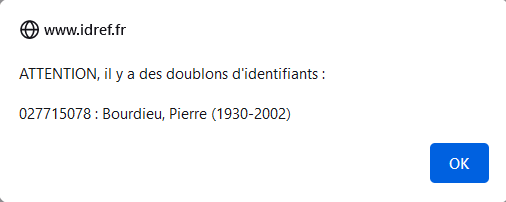 www.idref.fr
ATTENTION, il y a des doublons d'identifiants :
027715078 : Bourdieu, Pierre (1930-2002)
OK